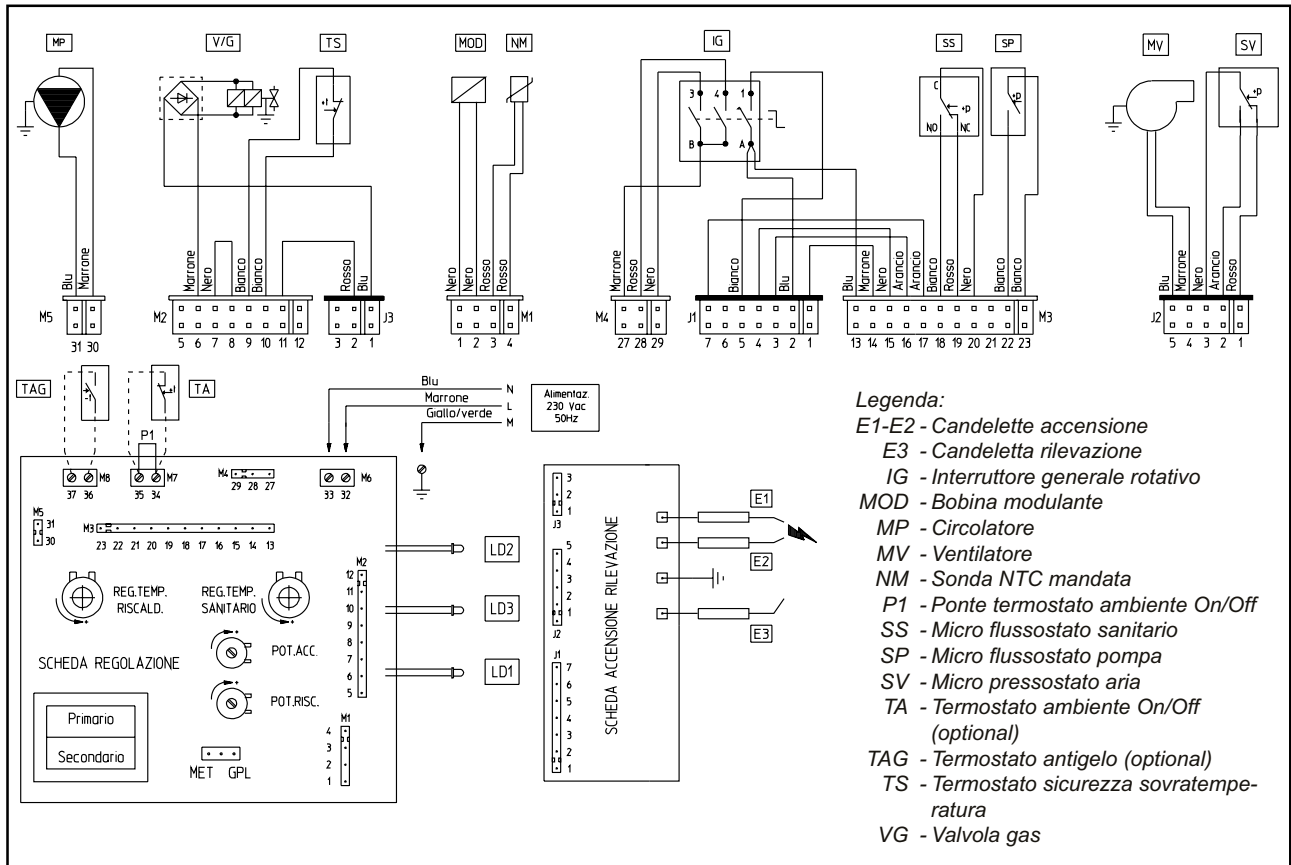 MP
V/G
TS
MOD
NM
IG
SS
SP
MV
SV
+t
3 4 1
B A
C
+p
NO NC
+p
+p
Blu
Marrone
Marrone
Nero
Bianco
Bianco
Rosso
Blu
Nero
Nero
Rosso
Rosso
Marrone
Rosso
Nero
Bianco
Blu
Blu
Marrone
Nero
Arancio
Arancio
Bianco
Rosso
Nero
Bianco
Bianco
Blu
Marrone
Nero
Arancio
Rosso
M5
31 30
M2
5 6 7 8 9 10 11 12
J3
3 2 1
M1
1 2 3 4
M4
27 28 29
J1
7 6 5 4 3 2 1
M3
13 14 15 16 17 18 19 20 21 22 23
J2
5 4 3 2 1
TAG
-t
TA
+t
P1
Blu N
Marrone L
Giallo/verde M
Alimentaz.
230 Vac
50Hz
M8
37 36
M7
35 34
M4
29 28 27
M6
33 32
M5
31
30
M3
23 22 21 20 19 18 17 16 15 14 13
REG.TEMP.
RISCALD.
REG.TEMP.
SANITARIO
+
+
M2
12
11
10
9
8
7
6
5
POT.ACC.
+
POT.RISC.
+
SCHEDA REGOLAZIONE
Primario
Secondario
MET GPL
M1
4
3
2
1
LD2
LD3
LD1
SCHEDA ACCENSIONE RILEVAZIONE
3
2
1
J3
5
4
3
2
1
J2
J1
7
6
5
4
3
2
1
E1
E2
E3
Legenda:
E1-E2 - Candelette accensione
E3 - Candeletta rilevazione
IG - Interruttore generale rotativo
MOD - Bobina modulante
MP - Circolatore
MV - Ventilatore
NM - Sonda NTC mandata
P1 - Ponte termostato ambiente On/Off
SS - Micro flussostato sanitario
SP - Micro flussostato pompa
SV - Micro pressostato aria
TA - Termostato ambiente On/Off
(optional)
TAG - Termostato antigelo (optional)
TS - Termostato sicurezza sovratempe-
ratura
VG - Valvola gas